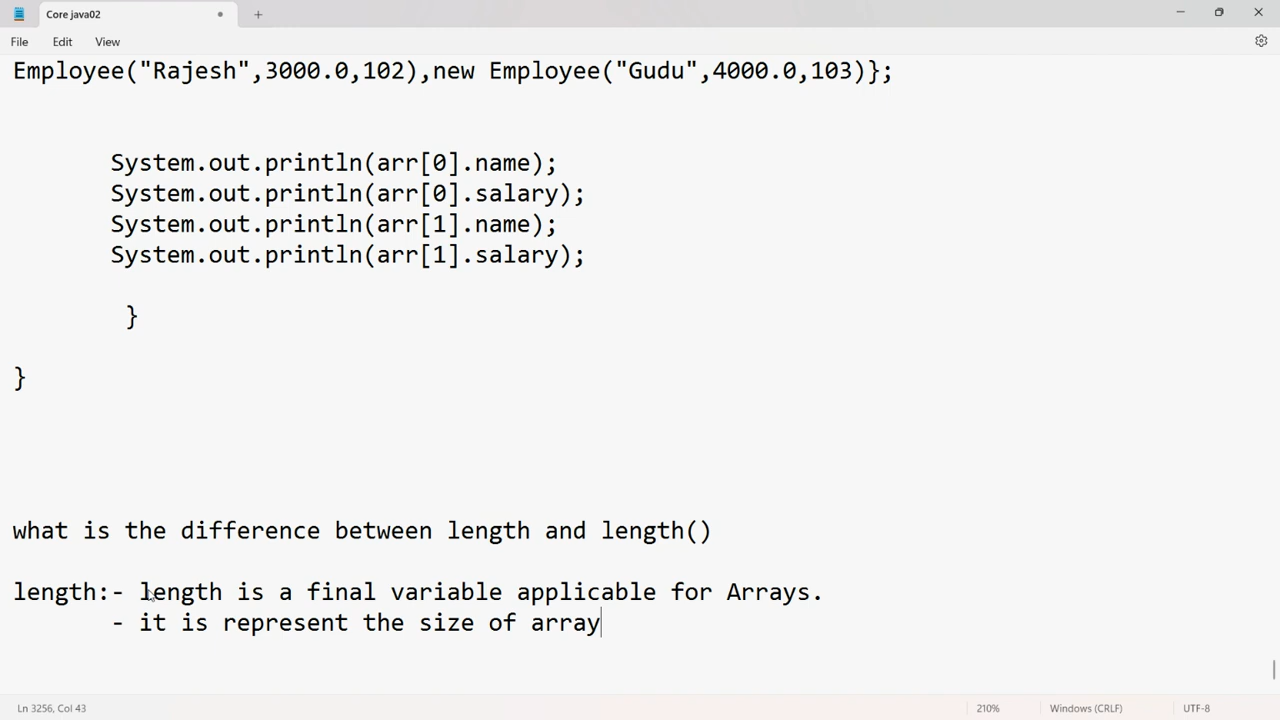 Core java02
File Edit View
Employee("Rajesh",3000.0,102),new Employee("Gudu",4000.0,103)};
System.out.println(arr[0].name);
System.out.println(arr[0].salary);
System.out.println(arr[1].name);
System.out.println(arr[1].salary);
}
}
what is the difference between length and length()
length:- length is a final variable applicable for Arrays.
- it is represent the size of array
Ln 3256, Col 43 210% Windows (CRLF) UTF-8